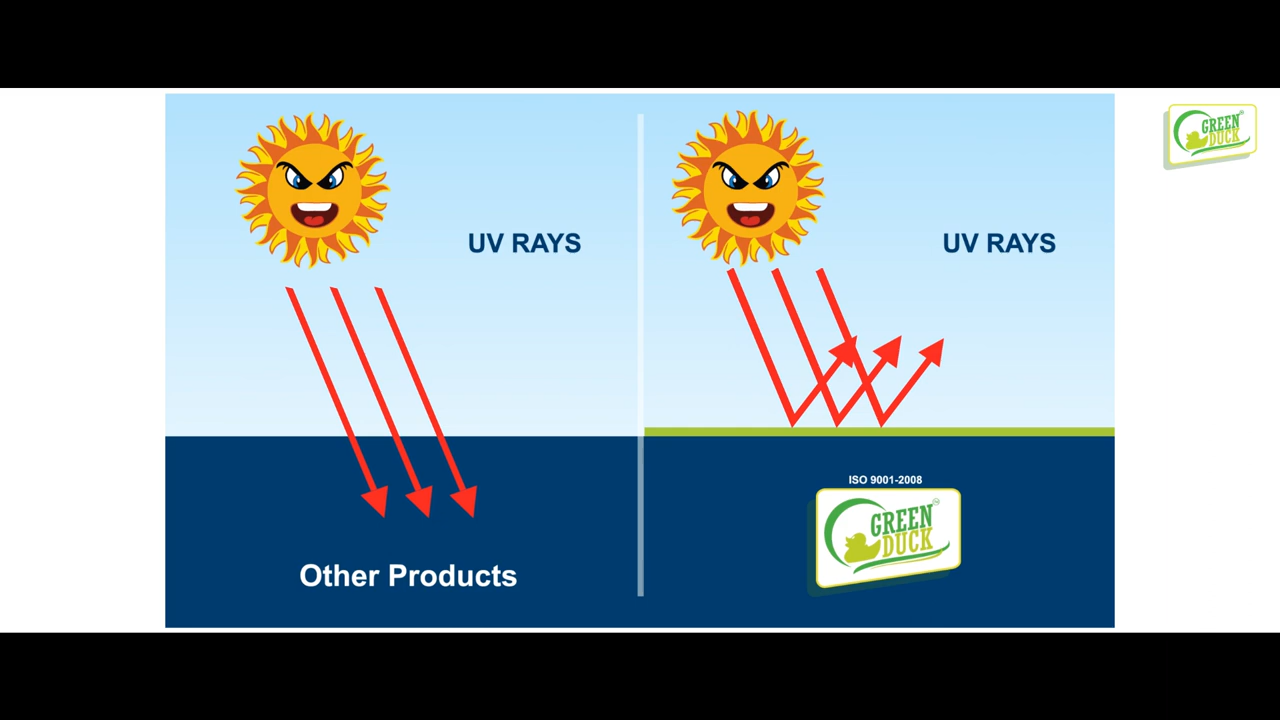 UV RAYS
Other Products
UV RAYS
ISO 9001-2008
GREEN
DUCK
GREEN
DUCK